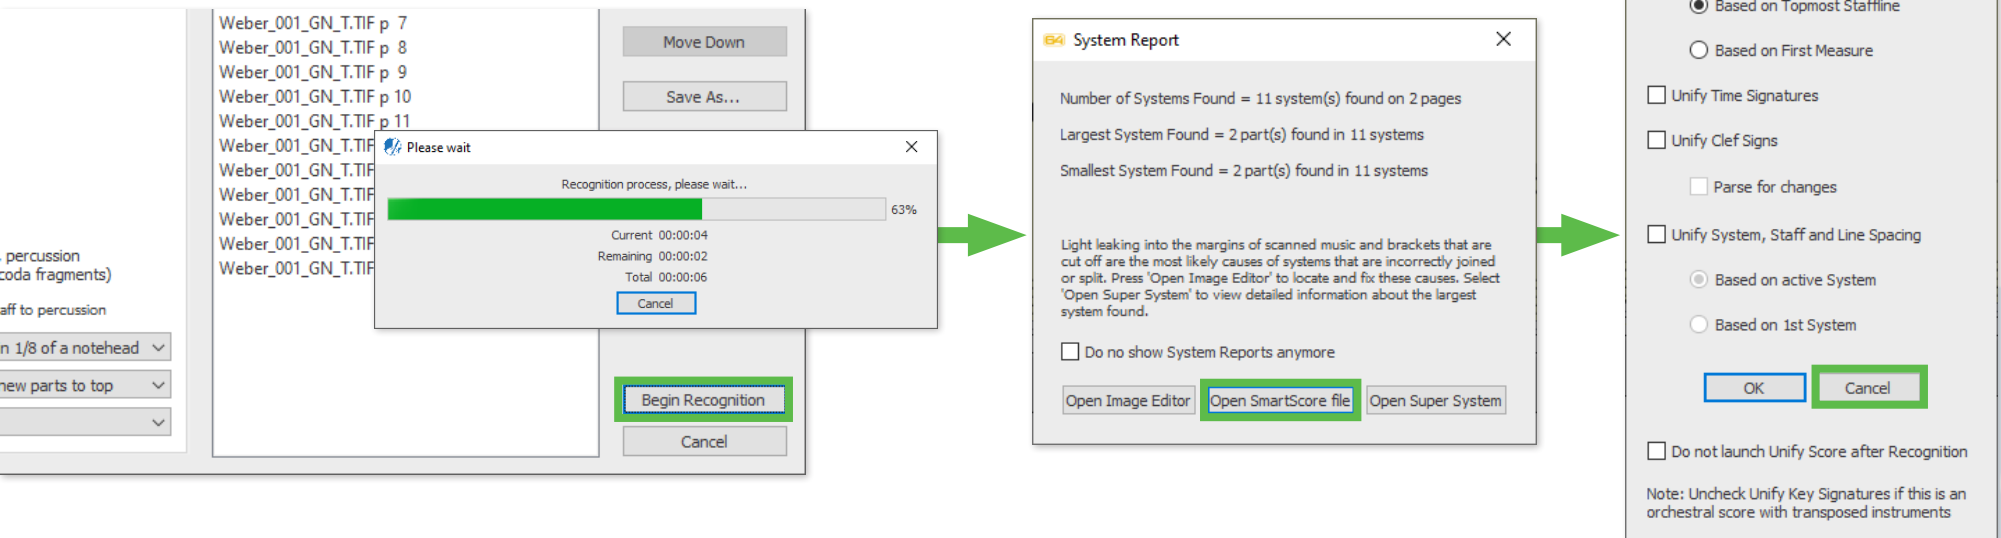 Weber_001_GN_T.TIF p 7
Weber_001_GN_T.TIF p 8
Weber_001_GN_T.TIF p 9
Weber_001_GN_T.TIF p 10
Weber_001_GN_T.TIF p 11
Weber_001_GN_T.TIF
Weber_001_GN_T.TIF
Weber_001_GN_T.TIF
Weber_001_GN_T.TIF
Weber_001_GN_T.TIF
Weber_001_GN_T.TIF
, percussion
coda fragments)
aff to percussion
n 1/8 of a notehead
new parts to top
Move Down
Save As...
Begin Recognition
Cancel
Please wait
Recognition process, please wait...
63%
Current 00:00:04
Remaining 00:00:02
Total 00:00:06
Cancel
64 System Report
Number of Systems Found = 11 system(s) found on 2 pages
Largest System Found = 2 part(s) found in 11 systems
Smallest System Found = 2 part(s) found in 11 systems
Light leaking into the margins of scanned music and brackets that are
cut off are the most likely causes of systems that are incorrectly joined
or split. Press 'Open Image Editor' to locate and fix these causes. Select
'Open Super System' to view detailed information about the largest
system found.
Do no show System Reports anymore
Open Image Editor
Open SmartScore file
Open Super System
Based on Topmost Staffline
Based on First Measure
Unify Time Signatures
Unify Clef Signs
Parse for changes
Unify System, Staff and Line Spacing
Based on active System
Based on 1st System
OK
Cancel
Do not launch Unify Score after Recognition
Note: Uncheck Unify Key Signatures if this is an
orchestral score with transposed instruments